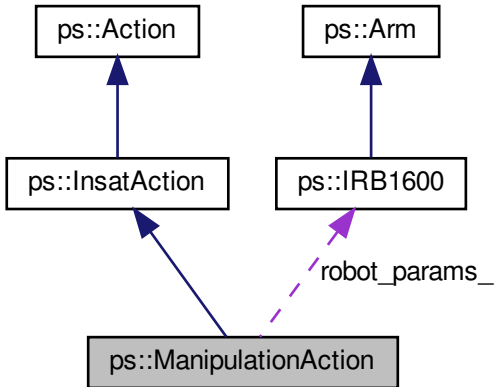 ps::Action
ps::Arm
ps::InsatAction
ps::IRB1600
robot_params_
ps::ManipulationAction